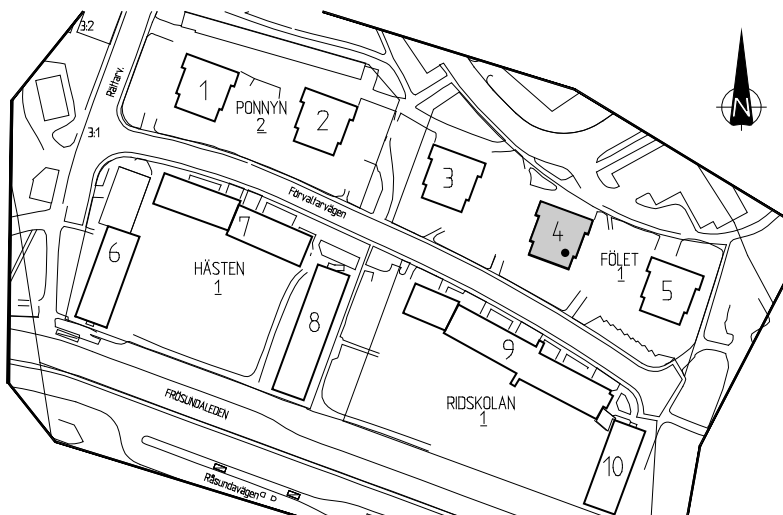 3:2
Rättarv.
1
PONNYN
2
2
N
3:1
3
Förvaltarvägen
4
7
6
HÄSTEN
1
FÖLET
1
5
8
9
FRÖSUNDALEDEN
RIDSKOLAN
1
10
Råsundavägen